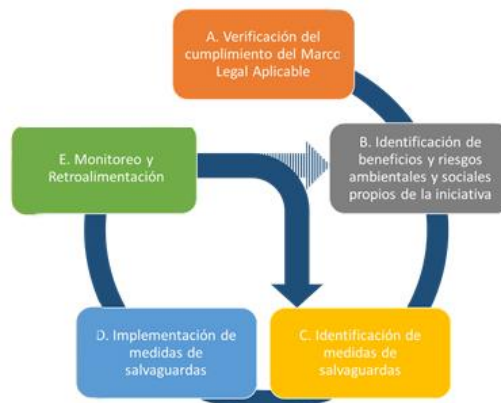 A. Verificación del
cumplimiento del Marco
Legal Aplicable
B. Identificación de
beneficios y riesgos
ambientales y sociales
propios de la iniciativa
E. Monitoreo y
Retroalimentación
D. Implementación de
medidas de
salvaguardas
C. Identificación de
medidas de
salvaguardas